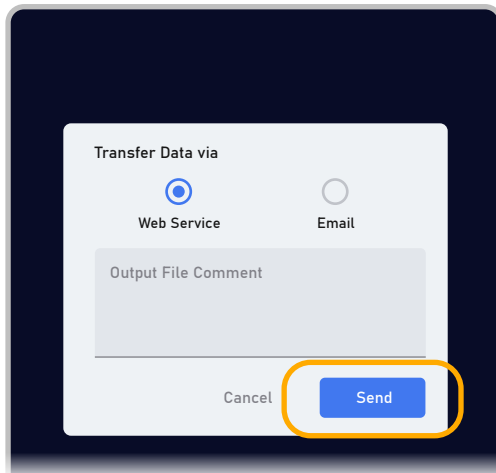 Transfer Data via
Web Service Email
Output File Comment
Cancel Send